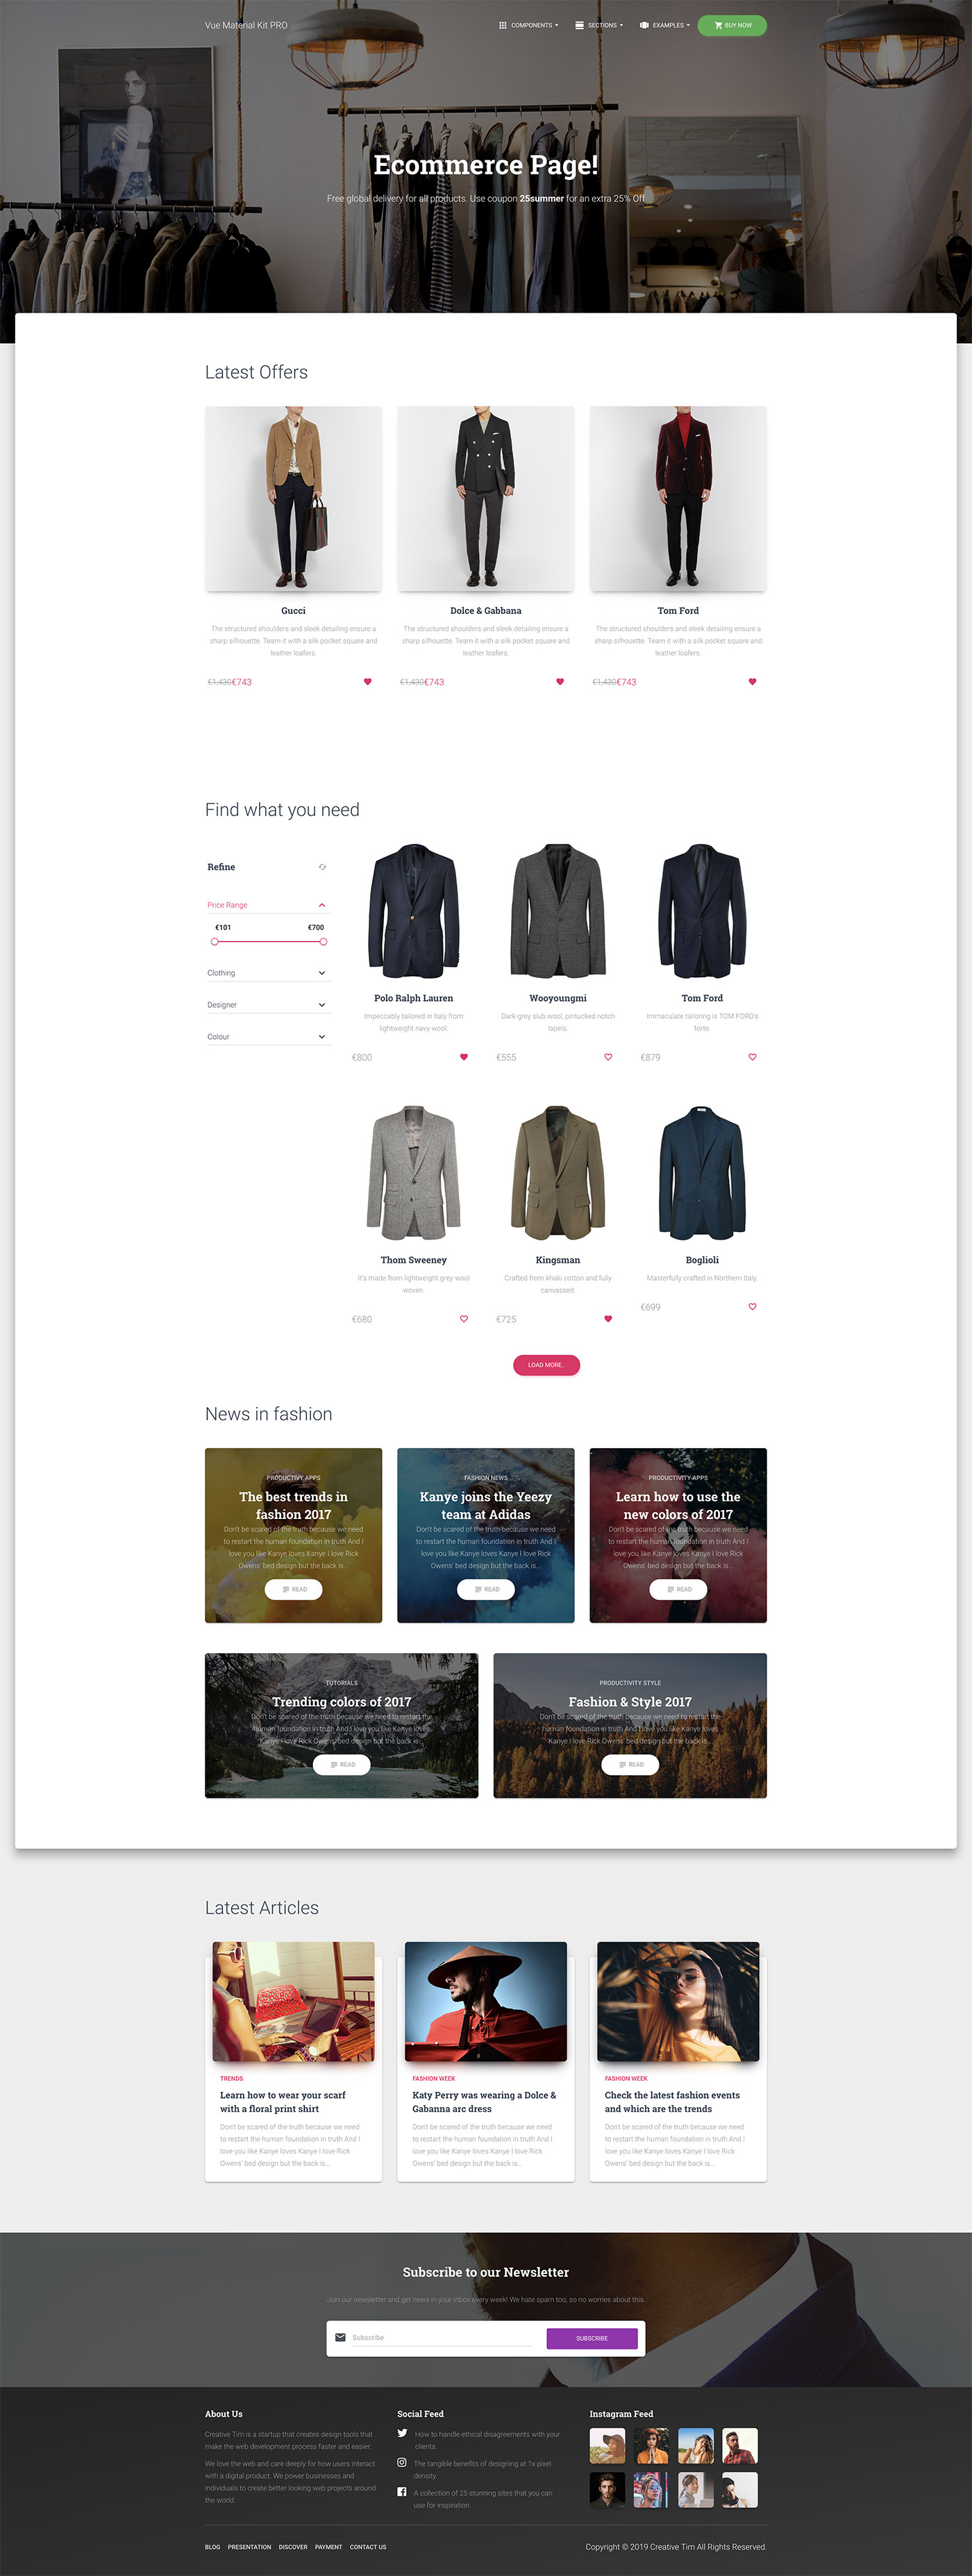 Vue Material Kit PRO
COMPONENTS
SECTIONS
EXAMPLES
BUY NOW
Ecommerce Page!
Free global delivery for all products. Use coupon 25summer for an extra 25% Off
Latest Offers
Gucci
The structured shoulders and sleek detailing ensure a
sharp silhouette. Team it with a silk pocket square and
leather loafers.
€1,430€743
Dolce & Gabbana
The structured shoulders and sleek detailing ensure a
sharp silhouette. Team it with a silk pocket square and
leather loafers.
€1,430€743
Tom Ford
The structured shoulders and sleek detailing ensure a
sharp silhouette. Team it with a silk pocket square and
leather loafers.
€1,430€743
Find what you need
Refine
Price Range
€101 €700
Clothing
Designer
Colour
Polo Ralph Lauren
Impeccably tailored in Italy from
lightweight navy wool.
€800
Wooyoungmi
Dark-grey slub wool, pintucked notch
lapels.
€555
Tom Ford
Immaculate tailoring is TOM FORD's
forte.
€879
Thom Sweeney
It's made from lightweight grey wool
woven.
€680
Kingsman
Crafted from khaki cotton and fully
canvassed.
€725
Boglioli
Masterfully crafted in Northern Italy.
€699
LOAD MORE..
News in fashion
PRODUCTIVY APPS
The best trends in
fashion 2017
Don't be scared of the truth because we need
to restart the human foundation in truth And I
love you like Kanye loves Kanye I love Rick
Owens' bed design but the back is...
READ
FASHION NEWS
Kanye joins the Yeezy
team at Adidas
Don't be scared of the truth because we need
to restart the human foundation in truth And I
love you like Kanye loves Kanye I love Rick
Owens' bed design but the back is...
READ
PRODUCTIVITY APPS
Learn how to use the
new colors of 2017
Don't be scared of the truth because we need
to restart the human foundation in truth And I
love you like Kanye loves Kanye I love Rick
Owens' bed design but the back is...
READ
TUTORIALS
Trending colors of 2017
Don't be scared of the truth because we need to restart the
human foundation in truth And I love you like Kanye loves
Kanye I love Rick Owens' bed design but the back is...
READ
PRODUCTIVITY STYLE
Fashion & Style 2017
Don't be scared of the truth because we need to restart the
human foundation in truth And I love you like Kanye loves
Kanye I love Rick Owens' bed design but the back is...
READ
Latest Articles
TRENDS
Learn how to wear your scarf
with a floral print shirt
Don't be scared of the truth because we need
to restart the human foundation in truth And I
love you like Kanye loves Kanye I love Rick
Owens' bed design but the back is...
FASHION WEEK
Katy Perry was wearing a Dolce &
Gabanna arc dress
Don't be scared of the truth because we need
to restart the human foundation in truth And I
love you like Kanye loves Kanye I love Rick
Owens' bed design but the back is...
FASHION WEEK
Check the latest fashion events
and which are the trends
Don't be scared of the truth because we need
to restart the human foundation in truth And I
love you like Kanye loves Kanye I love Rick
Owens' bed design but the back is...
Subscribe to our Newsletter
Join our newsletter and get news in your inbox every week! We hate spam too, so no worries about this.
Subscribe
SUBSCRIBE
About Us
Creative Tim is a startup that creates design tools that
make the web development process faster and easier.
We love the web and care deeply for how users interact
with a digital product. We power businesses and
individuals to create better looking web projects around
the world.
Social Feed
How to handle ethical disagreements with your
clients.
The tangible benefits of designing at 1x pixel
density.
A collection of 25 stunning sites that you can
use for inspiration.
Instagram Feed
BLOG PRESENTATION DISCOVER PAYMENT CONTACT US
Copyright © 2019 Creative Tim All Rights Reserved.